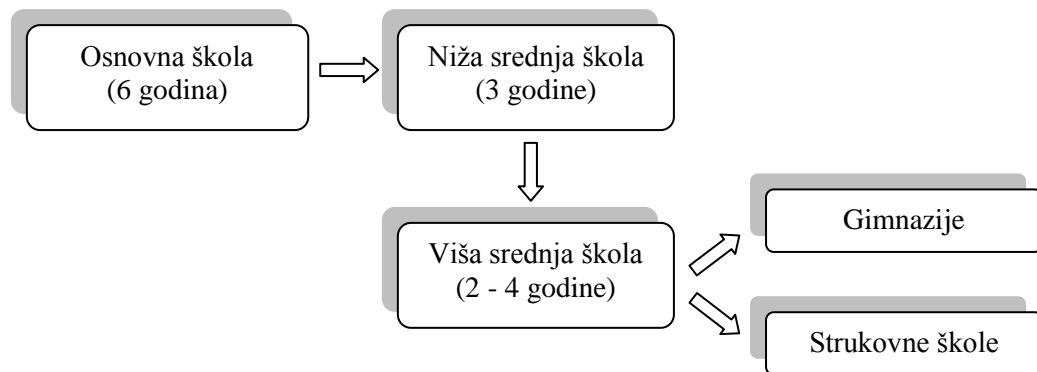 Osnovna škola
(6 godina)
Niža srednja škola
(3 godine)
Viša srednja škola
(2 - 4 godine)
Gimnazije
Strukovne škole